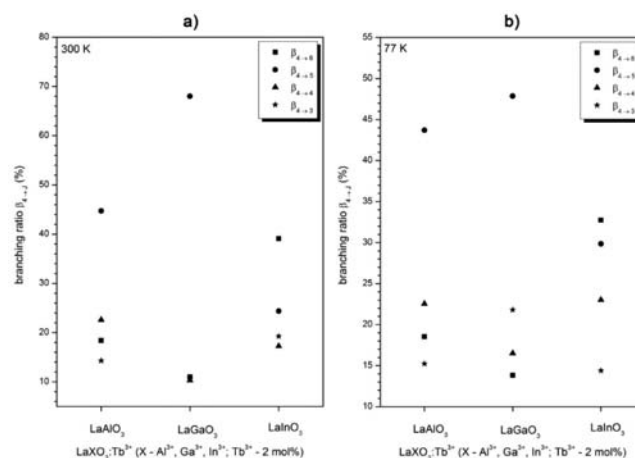 a)
300 K
β4→6
β4→5
β4→4
β4→3
80
70
60
50
40
30
20
10
branching ratio β4→J (%)
LaAlO3
LaGaO3
LaInO3
LaXO3:Tb3+ (X - Al3+, Ga3+, In3+; Tb3+ - 2 mol%)
b)
77 K
β4→6
β4→5
β4→4
β4→3
55
50
45
40
35
30
25
20
15
10
branching ratio β4→J (%)
LaAlO3
LaGaO3
LaInO3
LaXO3:Tb3+ (X - Al3+, Ga3+, In3+; Tb3+ - 2 mol%)